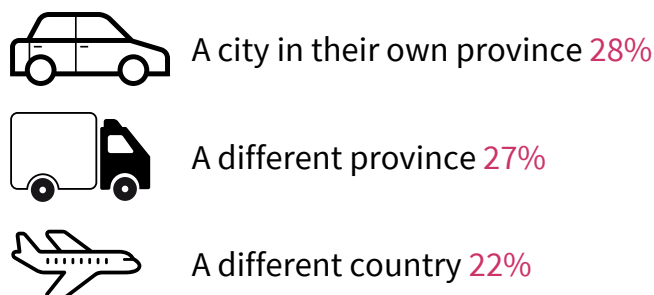 A city in their own province 28%
A different province 27%
A different country 22%